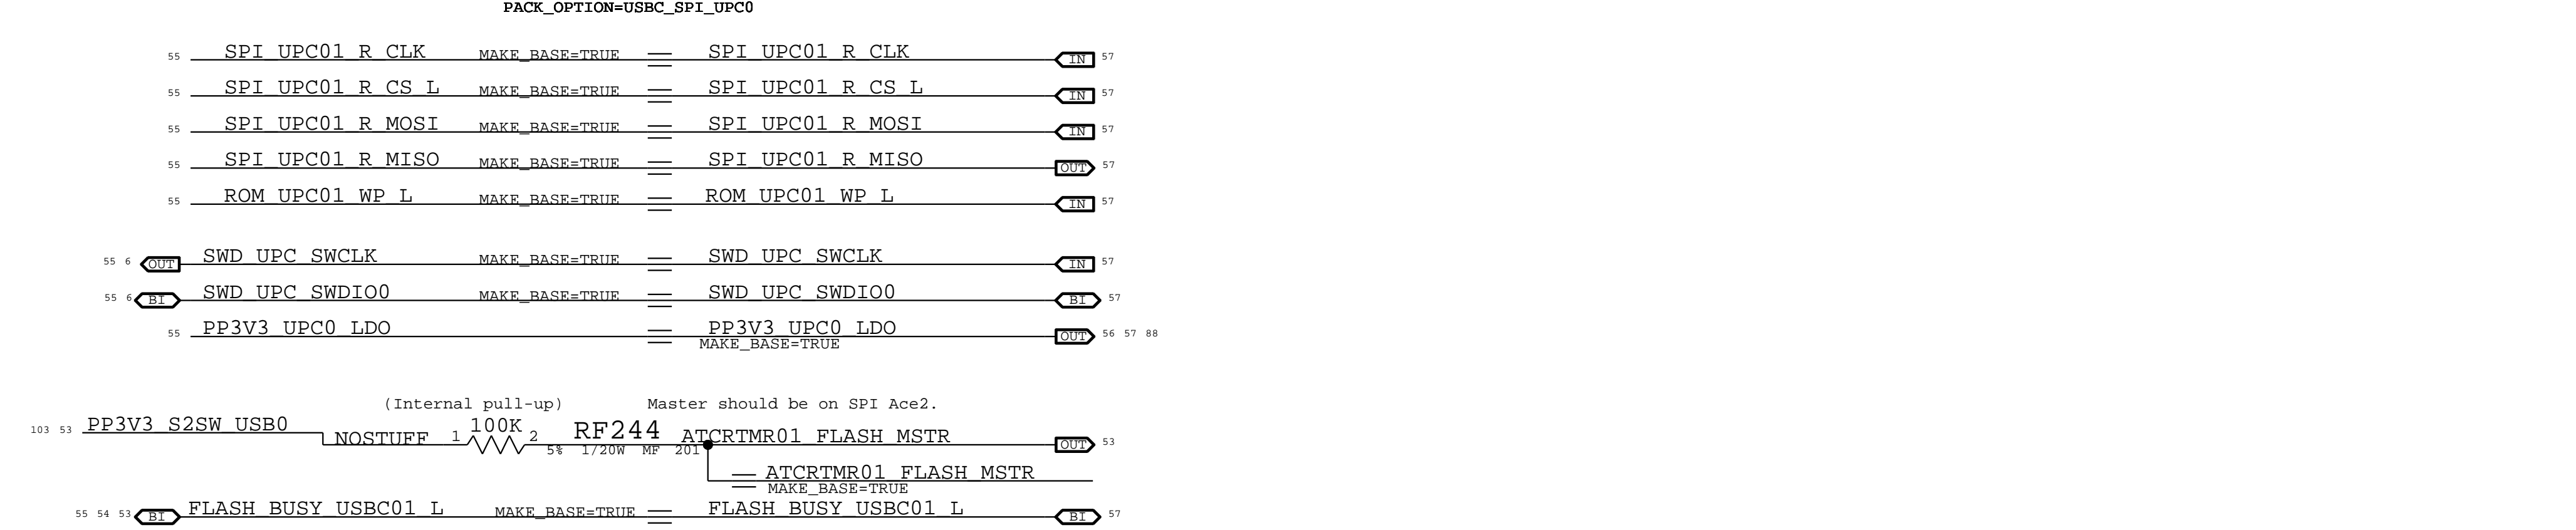 PACK_OPTION=USBC_SPI_UPC0
55 SPI_UPC01_R_CLK MAKE_BASE=TRUE SPI_UPC01_R_CLK IN 57
55 SPI_UPC01_R_CS_L MAKE_BASE=TRUE SPI_UPC01_R_CS_L IN 57
55 SPI_UPC01_R_MOSI MAKE_BASE=TRUE SPI_UPC01_R_MOSI IN 57
55 SPI_UPC01_R_MISO MAKE_BASE=TRUE SPI_UPC01_R_MISO OUT 57
55 ROM_UPC01_WP_L MAKE_BASE=TRUE ROM_UPC01_WP_L IN 57
55 6 OUT SWD_UPC_SWCLK MAKE_BASE=TRUE SWD_UPC_SWCLK IN 57
55 6 BI SWD_UPC_SWDIO0 MAKE_BASE=TRUE SWD_UPC_SWDIO0 BI 57
55 PP3V3_UPC0_LDO PP3V3_UPC0_LDO OUT 56 57 88
MAKE_BASE=TRUE
(Internal pull-up) Master should be on SPI Ace2.
103 53 PP3V3_S2SW_USB0 NOSTUFF 1 100K 2 RF244 ATCRTMR01_FLASH_MSTR OUT 53
5% 1/20W MF 201
ATCRTMR01_FLASH_MSTR
MAKE_BASE=TRUE
55 54 53 BI FLASH_BUSY_USBC01_L MAKE_BASE=TRUE FLASH_BUSY_USBC01_L BI 57